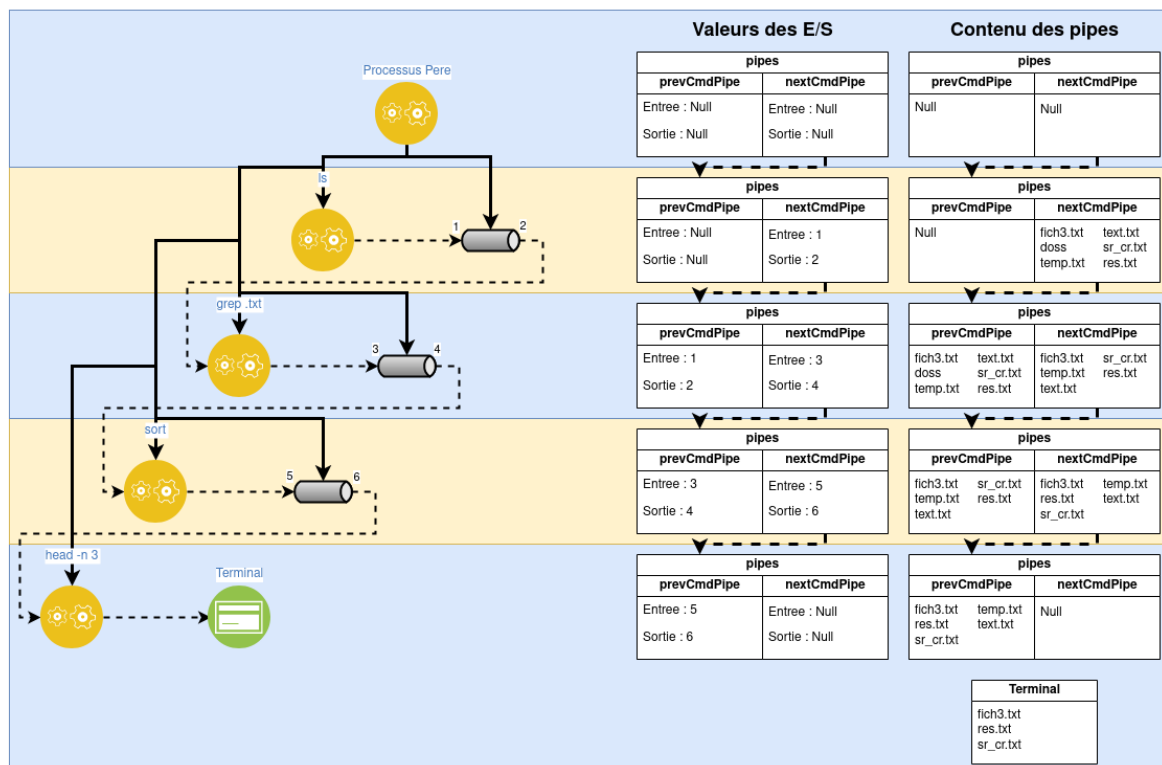 Valeurs des E/S
Contenu des pipes
Processus Pere
pipes
prevCmdPipe nextCmdPipe
Entree : Null Entree : Null
Sortie : Null Sortie : Null
pipes
prevCmdPipe nextCmdPipe
Null Null
ls
1 2
pipes
prevCmdPipe nextCmdPipe
Entree : Null Entree : 1
Sortie : Null Sortie : 2
pipes
prevCmdPipe nextCmdPipe
Null fich3.txt text.txt
doss sr_cr.txt
temp.txt res.txt
grep .txt
3 4
pipes
prevCmdPipe nextCmdPipe
Entree : 1 Entree : 3
Sortie : 2 Sortie : 4
pipes
prevCmdPipe nextCmdPipe
fich3.txt text.txt fich3.txt sr_cr.txt
doss sr_cr.txt temp.txt res.txt
temp.txt res.txt text.txt
sort
5 6
pipes
prevCmdPipe nextCmdPipe
Entree : 3 Entree : 5
Sortie : 4 Sortie : 6
pipes
prevCmdPipe nextCmdPipe
fich3.txt sr_cr.txt fich3.txt temp.txt
temp.txt res.txt res.txt text.txt
text.txt sr_cr.txt
head -n 3
Terminal
pipes
prevCmdPipe nextCmdPipe
Entree : 5 Entree : Null
Sortie : 6 Sortie : Null
pipes
prevCmdPipe nextCmdPipe
fich3.txt temp.txt Null
res.txt text.txt
sr_cr.txt
Terminal
fich3.txt
res.txt
sr_cr.txt